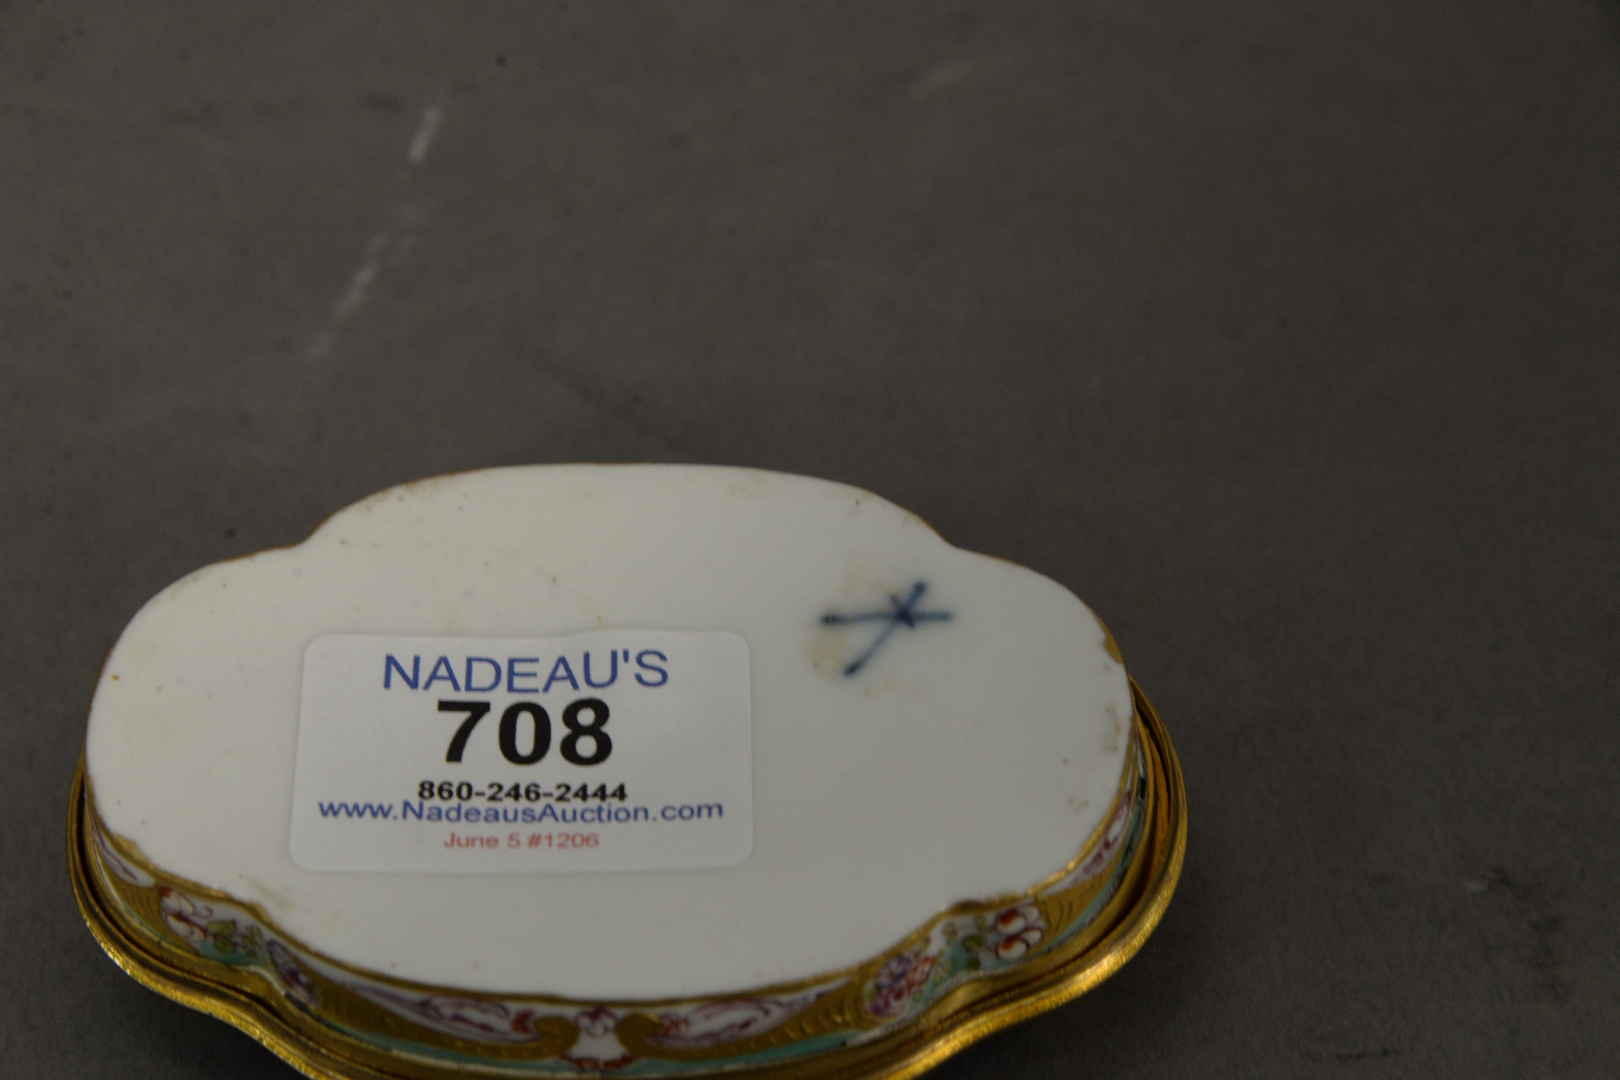 NADEAU'S
708
860-246-2444
www.NadeausAuction.com
June 5 #1206